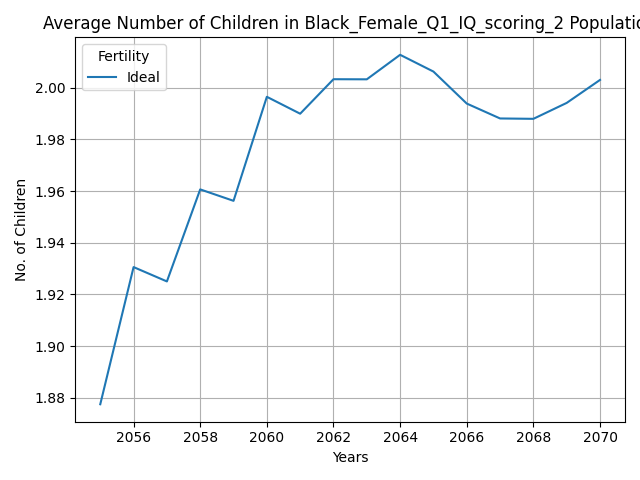 Average Number of Children in Black_Female_Q1_IQ_scoring_2 Populatio
Fertility
Ideal
2.00
1.98
1.96
1.94
1.92
1.90
1.88
No. of Children
2056 2058 2060 2062 2064 2066 2068 2070
Years